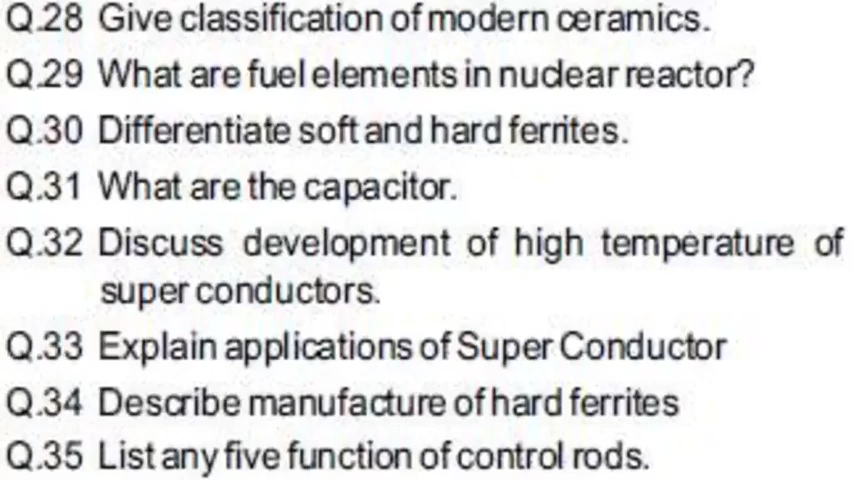 Q.28 Give classification of modern ceramics.
Q.29 What are fuel elements in nuclear reactor?
Q.30 Differentiate soft and hard ferrites.
Q.31 What are the capacitor.
Q.32 Discuss development of high temperature of
super conductors.
Q.33 Explain applications of Super Conductor
Q.34 Describe manufacture of hard ferrites
Q.35 List any five function of control rods.